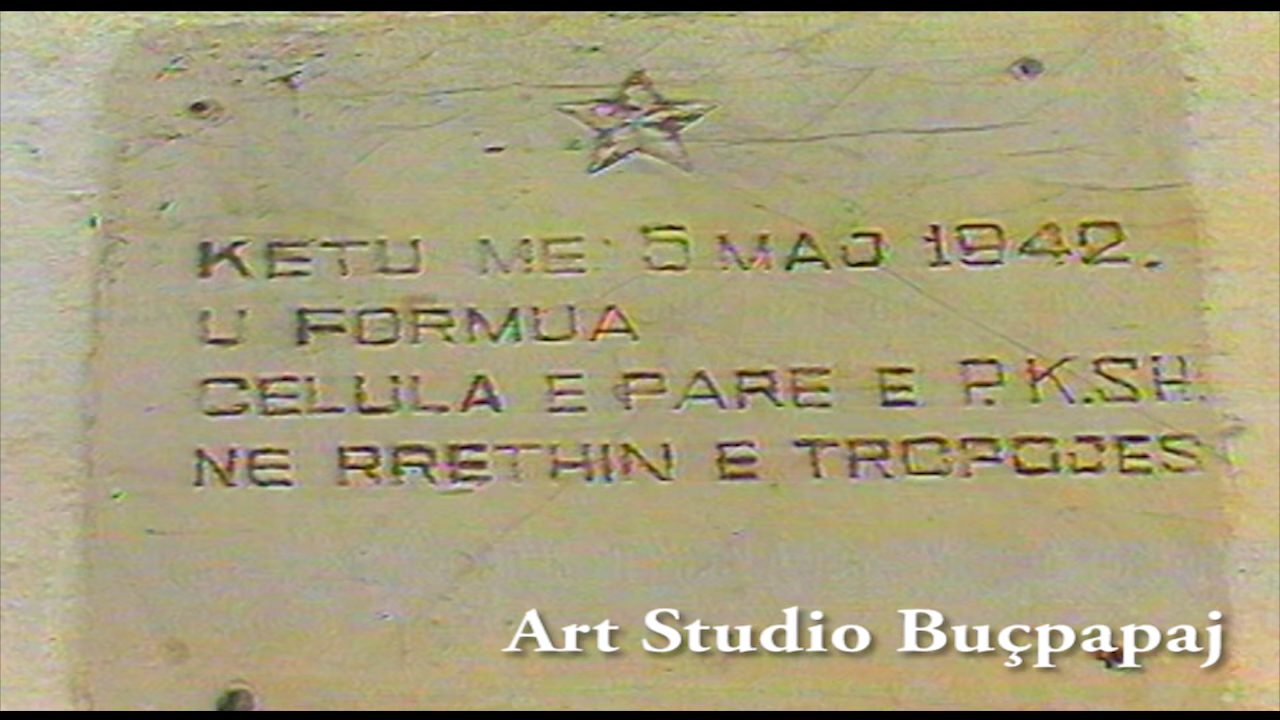 KETU ME 5 MAJ 1942.
U FORMUA
CELULA E PARE E P.K.SH.
NE RRETHIN E TROPOJES
Art Studio Buçpapaj